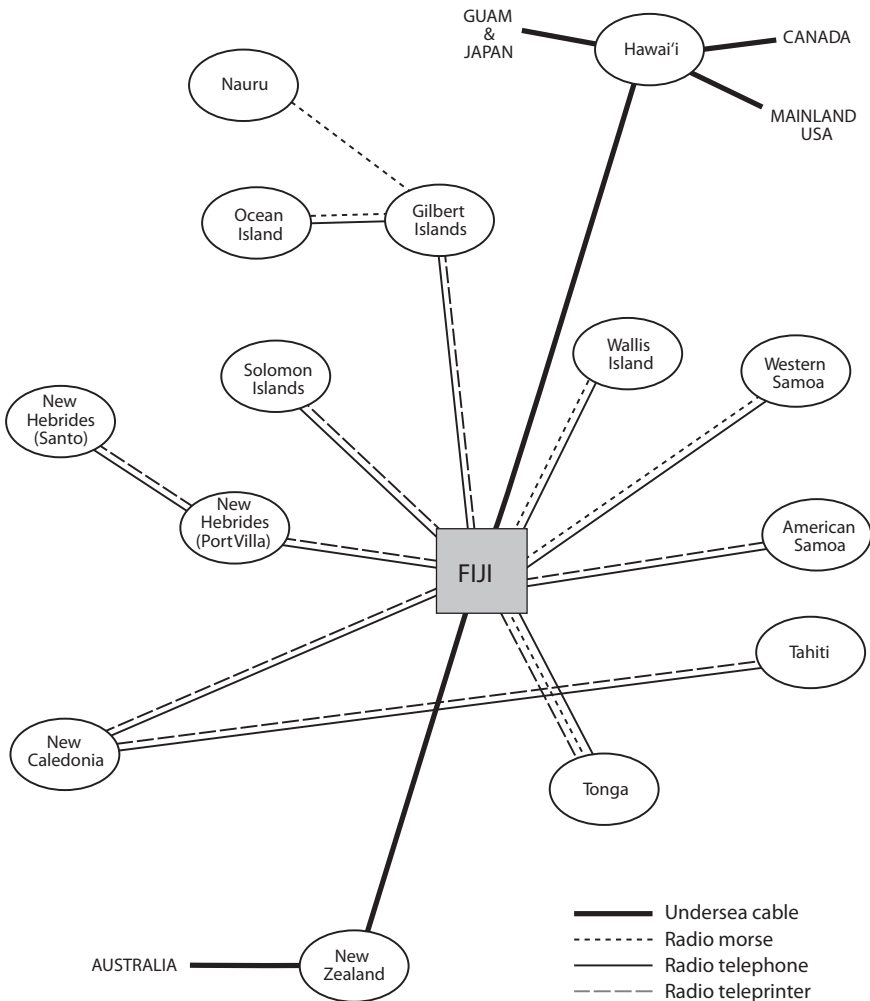 GUAM
&
JAPAN
Hawai‘i
CANADA
MAINLAND
USA
Nauru
Ocean
Island
Gilbert
Islands
Solomon
Islands
Wallis
Island
Western
Samoa
New
Hebrides
(Santo)
New
Hebrides
(Port Villa)
FIJI
American
Samoa
Tahiti
New
Caledonia
Tonga
AUSTRALIA
New
Zealand
Undersea cable
Radio morse
Radio telephone
Radio teleprinter